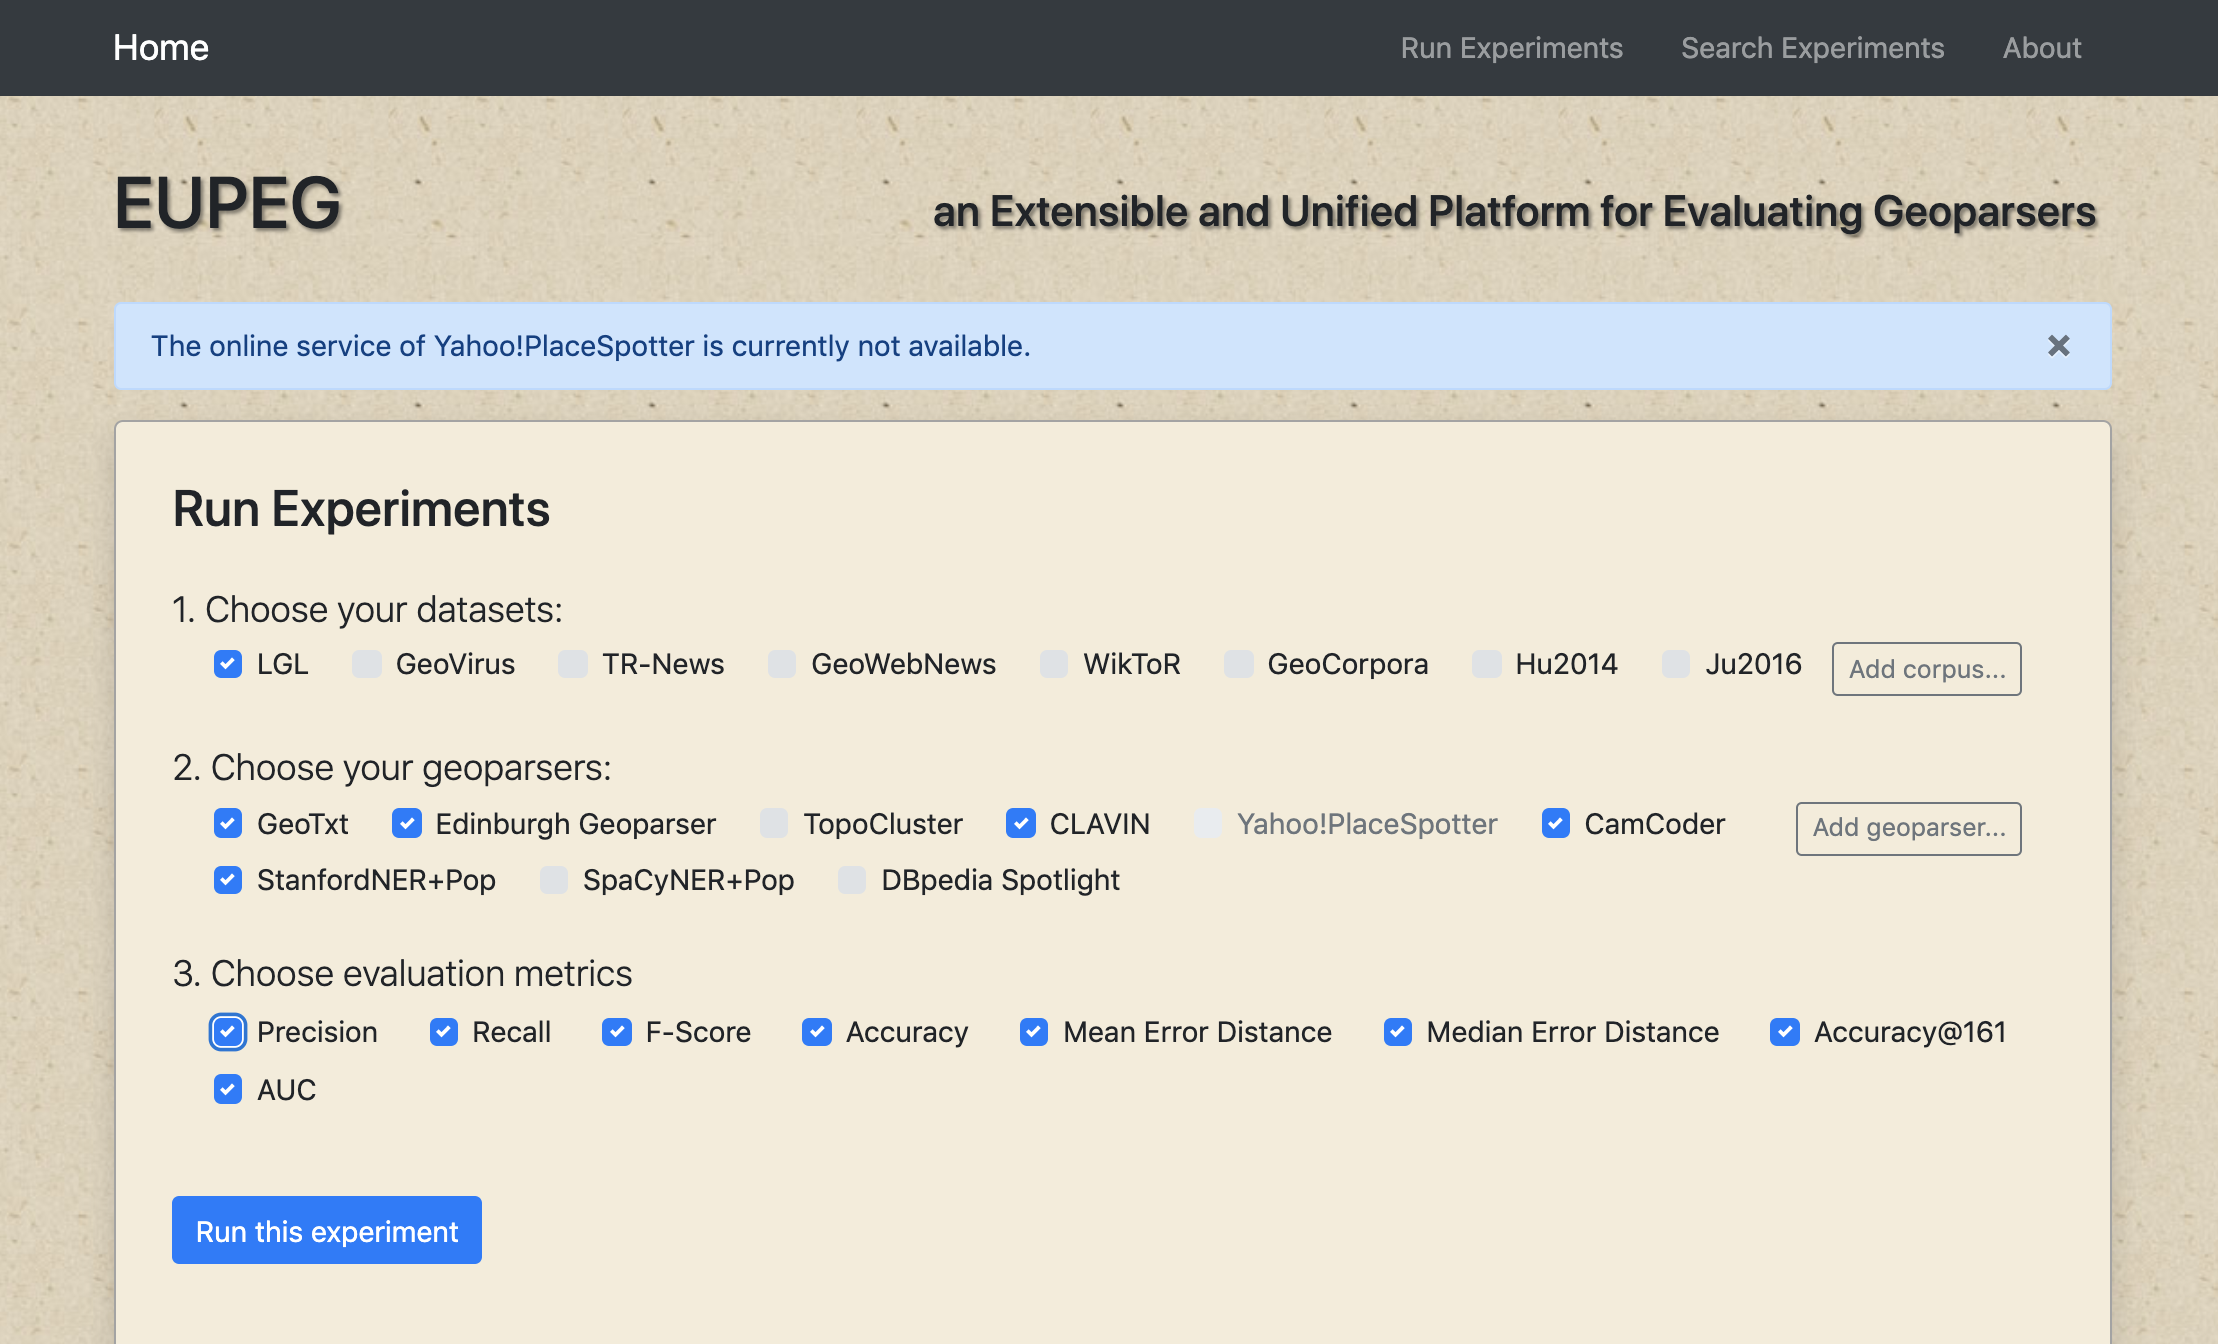 Home Run Experiments Search Experiments About
EUPEG an Extensible and Unified Platform for Evaluating Geoparsers
The online service of Yahoo!PlaceSpotter is currently not available. ×
Run Experiments
1. Choose your datasets:
LGL GeoVirus TR-News GeoWebNews WikToR GeoCorpora Hu2014 Ju2016 Add corpus...
2. Choose your geoparsers:
GeoTxt Edinburgh Geoparser TopoCluster CLAVIN Yahoo!PlaceSpotter CamCoder Add geoparser...
StanfordNER+Pop SpaCyNER+Pop DBpedia Spotlight
3. Choose evaluation metrics
Precision Recall F-Score Accuracy Mean Error Distance Median Error Distance Accuracy@161
AUC
Run this experiment